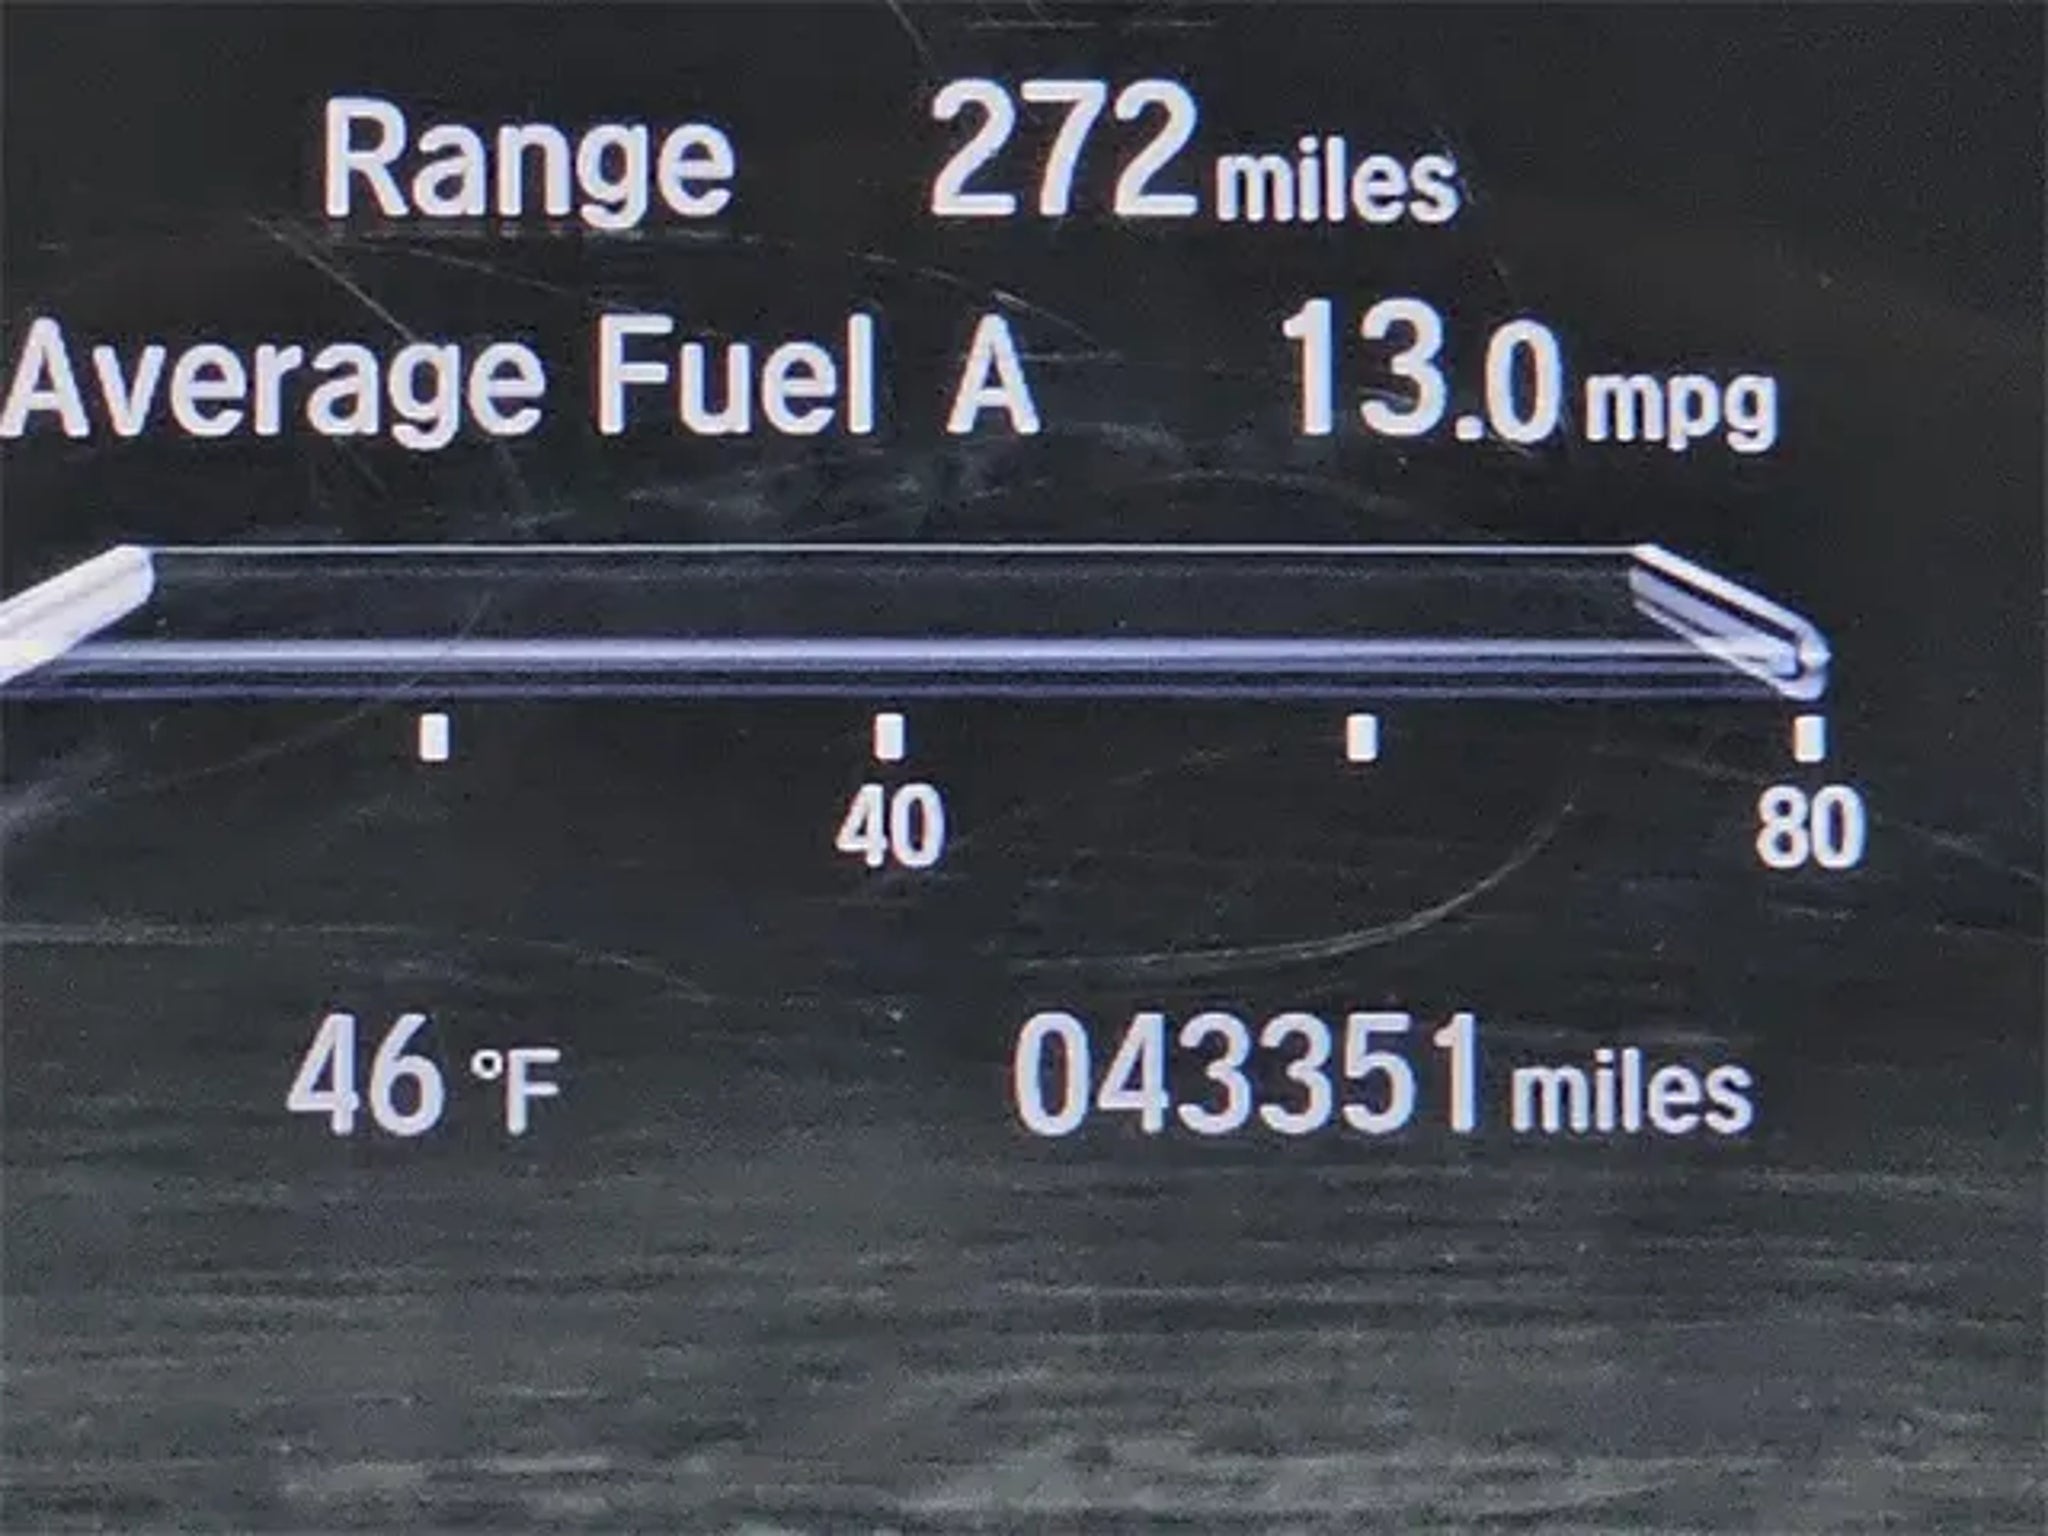 Range 272 miles
Average Fuel A 13.0 mpg
40 80
46 °F 043351 miles